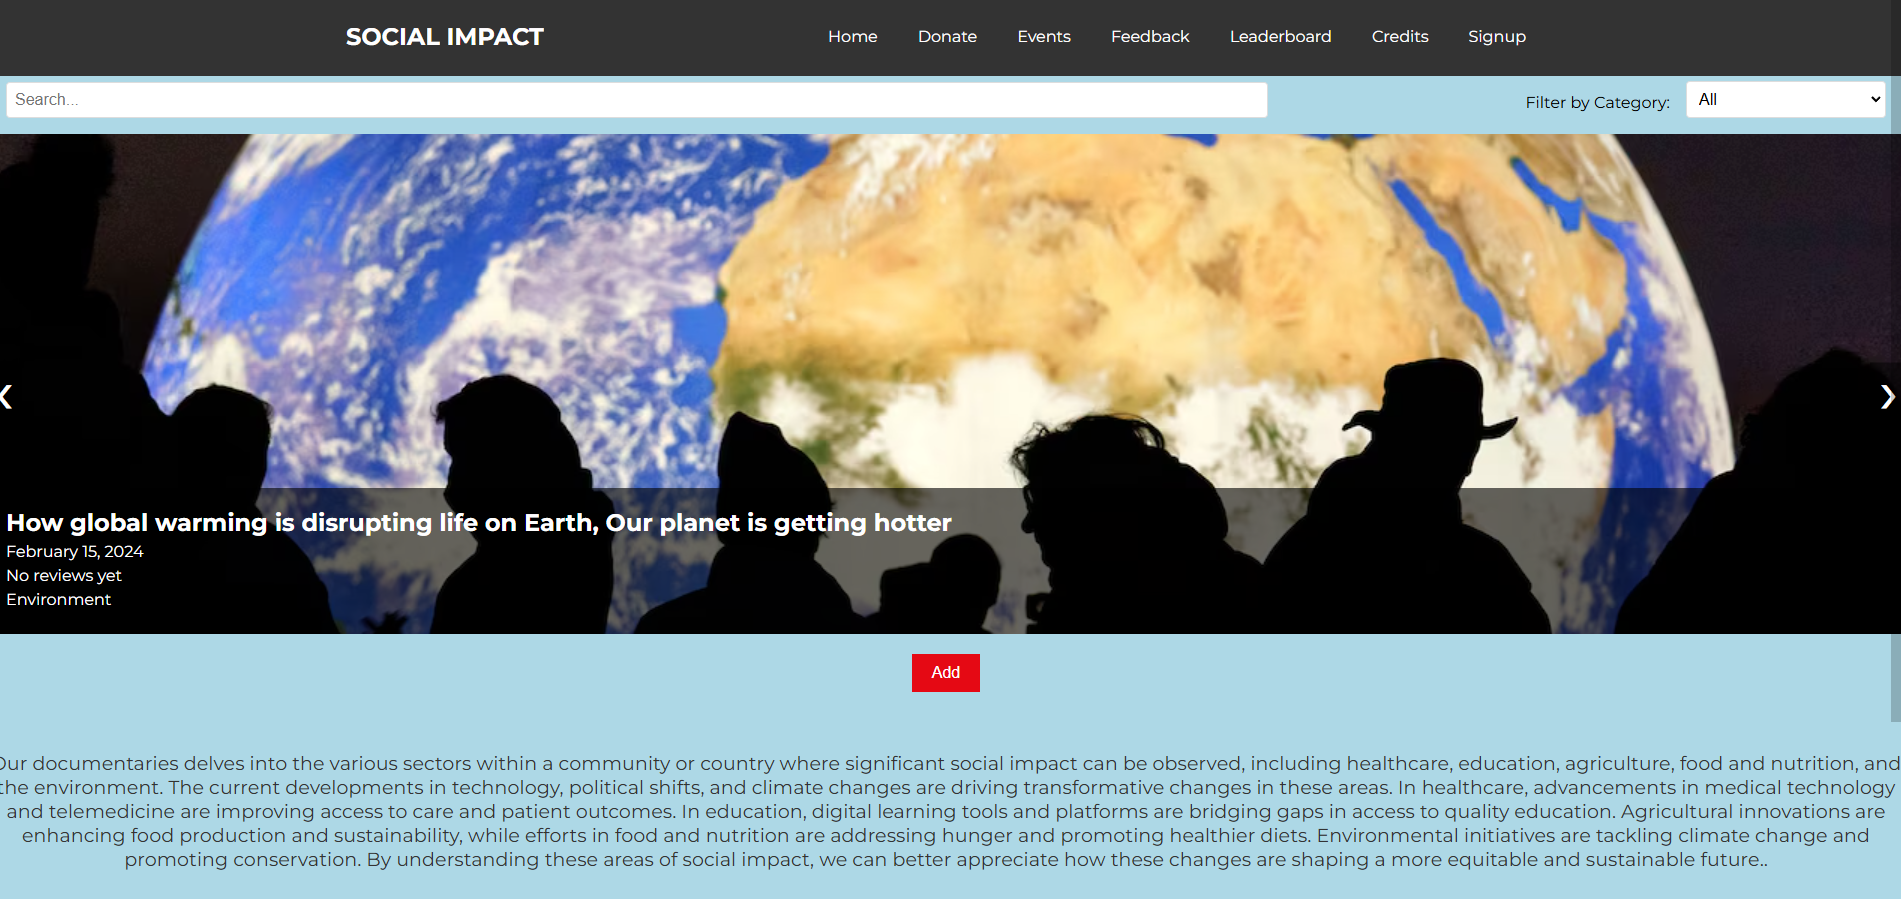 SOCIAL IMPACT
Home Donate Events Feedback Leaderboard Credits Signup
Search...
Filter by Category: All
How global warming is disrupting life on Earth, Our planet is getting hotter
February 15, 2024
No reviews yet
Environment
Add
Our documentaries delves into the various sectors within a community or country where significant social impact can be observed, including healthcare, education, agriculture, food and nutrition, and
the environment. The current developments in technology, political shifts, and climate changes are driving transformative changes in these areas. In healthcare, advancements in medical technology
and telemedicine are improving access to care and patient outcomes. In education, digital learning tools and platforms are bridging gaps in access to quality education. Agricultural innovations are
enhancing food production and sustainability, while efforts in food and nutrition are addressing hunger and promoting healthier diets. Environmental initiatives are tackling climate change and
promoting conservation. By understanding these areas of social impact, we can better appreciate how these changes are shaping a more equitable and sustainable future..